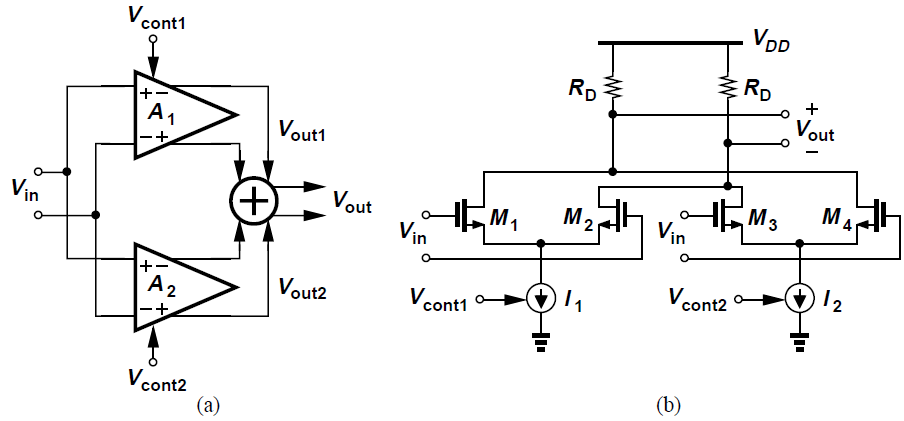 Vcont1
+ −
A1
− +
Vout1
Vin
+
Vout
+ −
A2
− +
Vout2
Vcont2
(a)
VDD
RD
RD
+
Vout
−
Vin
M1
M2
Vin
M3
M4
Vcont1
I1
Vcont2
I2
(b)